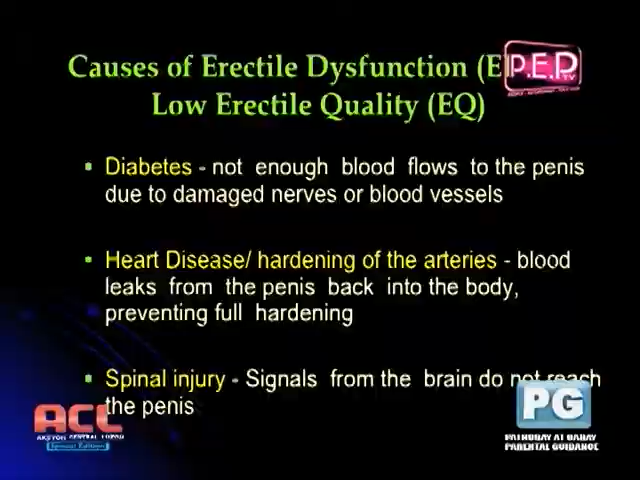 Causes of Erectile Dysfunction (E
P.E.P
TV
Low Erectile Quality (EQ)
Diabetes - not enough blood flows to the penis
due to damaged nerves or blood vessels
Heart Disease/ hardening of the arteries - blood
leaks from the penis back into the body,
preventing full hardening
Spinal injury - Signals from the brain do not reach
the penis
ACL
AKSYON CENTRAL LUZON
Special Edition
PG
PATNUBAY AT GABAY
PARENTAL GUIDANCE